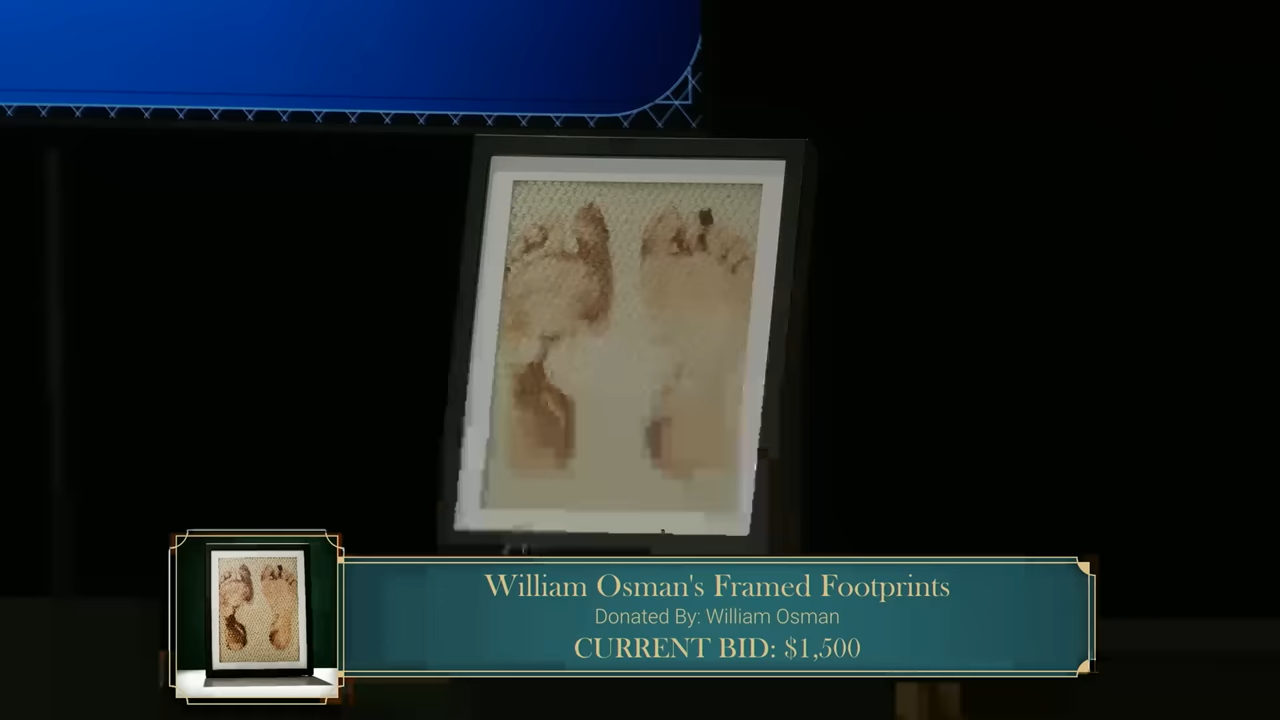 William Osman's Framed Footprints
Donated By: William Osman
CURRENT BID: $1,500